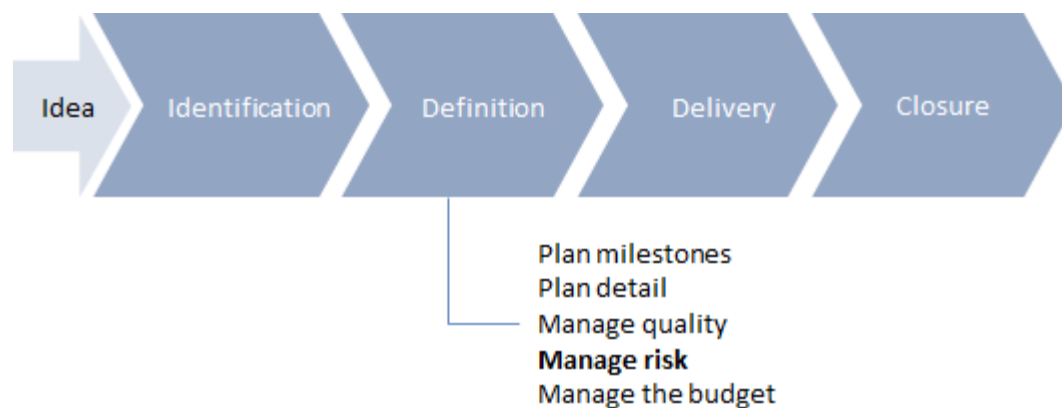 Idea
Identification
Definition
Delivery
Closure
Plan milestones
Plan detail
Manage quality
Manage risk
Manage the budget